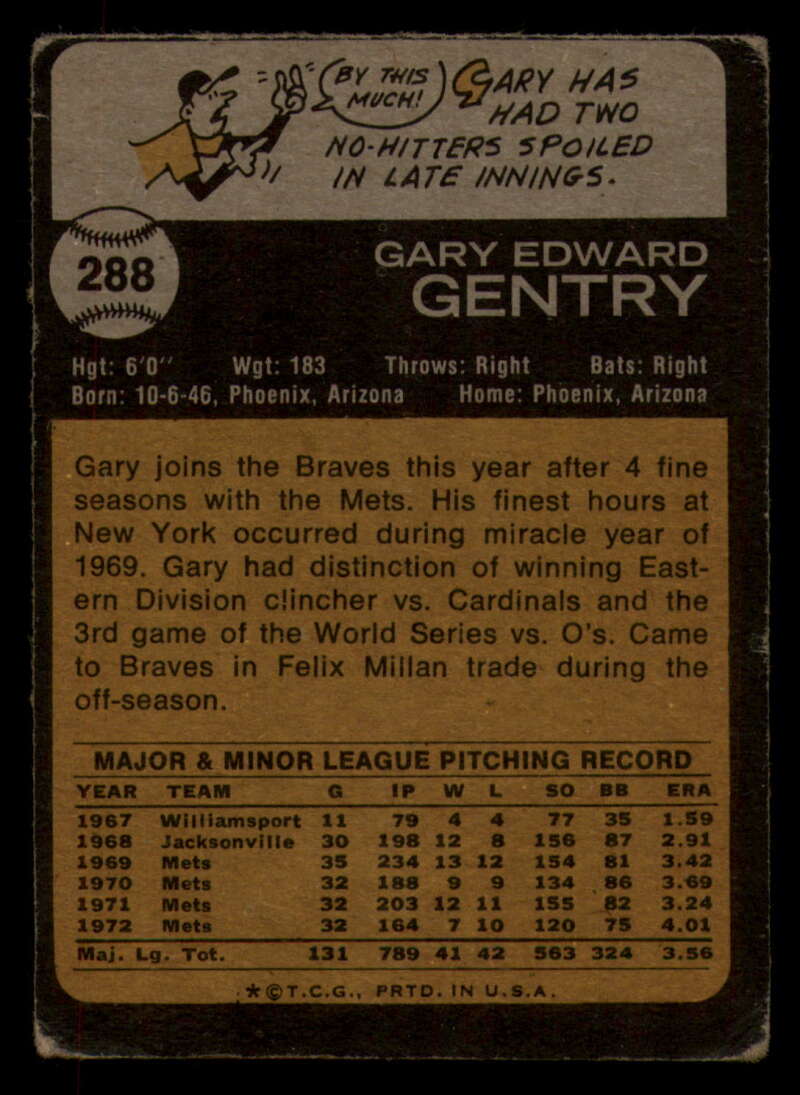 (BY THIS MUCH!)
GARY HAS
HAD TWO
NO-HITTERS SPOILED
IN LATE INNINGS.
288
GARY EDWARD
GENTRY
Hgt: 6'0" Wgt: 183 Throws: Right Bats: Right
Born: 10-6-46, Phoenix, Arizona Home: Phoenix, Arizona
Gary joins the Braves this year after 4 fine
seasons with the Mets. His finest hours at
New York occurred during miracle year of
1969. Gary had distinction of winning East-
ern Division clincher vs. Cardinals and the
3rd game of the World Series vs. O's. Came
to Braves in Felix Millan trade during the
off-season.
MAJOR & MINOR LEAGUE PITCHING RECORD
YEAR TEAM G IP W L SO BB ERA
1967 Williamsport 11 79 4 4 77 35 1.59
1968 Jacksonville 30 198 12 8 156 87 2.91
1969 Mets 35 234 13 12 154 81 3.42
1970 Mets 32 188 9 9 134 86 3.69
1971 Mets 32 203 12 11 155 82 3.24
1972 Mets 32 164 7 10 120 75 4.01
Maj. Lg. Tot. 131 789 41 42 563 324 3.56
*©T.C.G., PRTD. IN U.S.A.